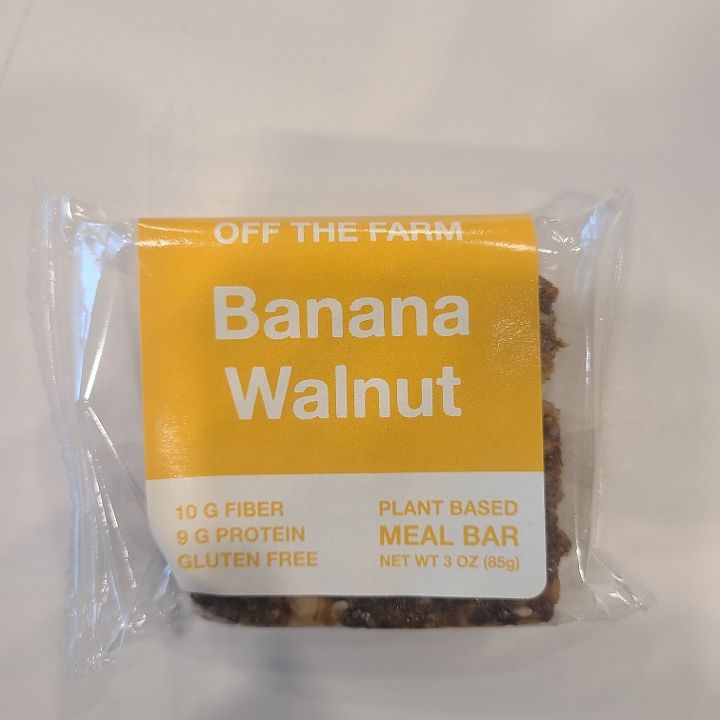 OFF THE FARM
Banana
Walnut
10 G FIBER
9 G PROTEIN
GLUTEN FREE
PLANT BASED
MEAL BAR
NET WT 3 OZ (85g)